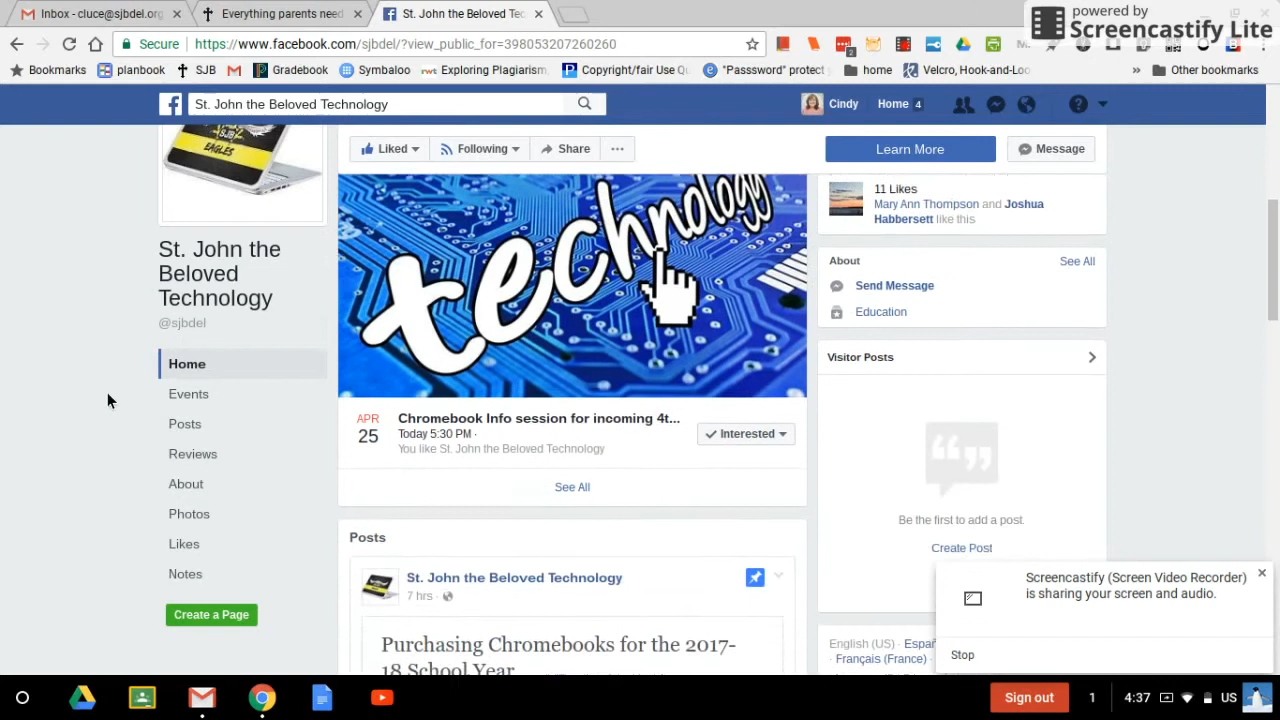 Inbox - cluce@sjbdel.org
Everything parents need
St. John the Beloved Tec
powered by
Screencastify Lite
Secure
https://www.facebook.com/sjbdel/?new_public_or=398053207260260
2
Bookmarks
planbook
SJB
Gradebook
Symbaloo
Exploring Plagiarism,
Copyright/fair Use Qu
"Passsword" protect
home
Velcro, Hook-and-Loo
»
Other bookmarks
St. John the Beloved Technology
Cindy
Home 4
SJB
EAGLES
Liked
Following
Share
Learn More
Message
technology
11 Likes
Mary Ann Thompson and Joshua
Habbersett like this
St. John the
Beloved
Technology
@sjbdel
About
See All
Send Message
Education
Home
Events
Posts
Reviews
About
Photos
Likes
Notes
Create a Page
APR
25
Chromebook Info session for incoming 4t...
Today 5:30 PM ·
You like St. John the Beloved Technology
Interested
See All
Visitor Posts
Be the first to add a post.
Create Post
Posts
St. John the Beloved Technology
7 hrs ·
Purchasing Chromebooks for the 2017-
18 School Year
Screencastify (Screen Video Recorder)
is sharing your screen and audio.
Stop
English (US) · Españ
· Français (France) ·
Sign out
1
4:37
US